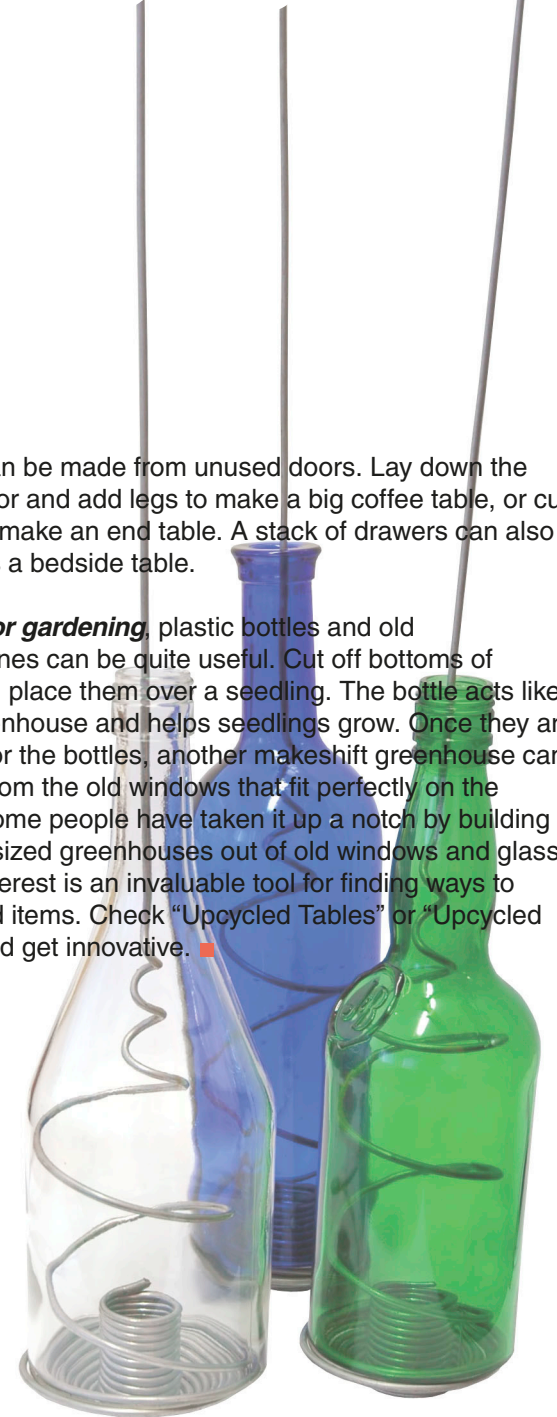 n be made from unused doors. Lay down the
or and add legs to make a big coffee table, or cu
make an end table. A stack of drawers can also
s a bedside table.
or gardening, plastic bottles and old
nes can be quite useful. Cut off bottoms of
place them over a seedling. The bottle acts like
nhouse and helps seedlings grow. Once they ar
or the bottles, another makeshift greenhouse can
om the old windows that fit perfectly on the
ome people have taken it up a notch by building
sized greenhouses out of old windows and glass
erest is an invaluable tool for finding ways to
d items. Check “Upcycled Tables” or “Upcycled
d get innovative.